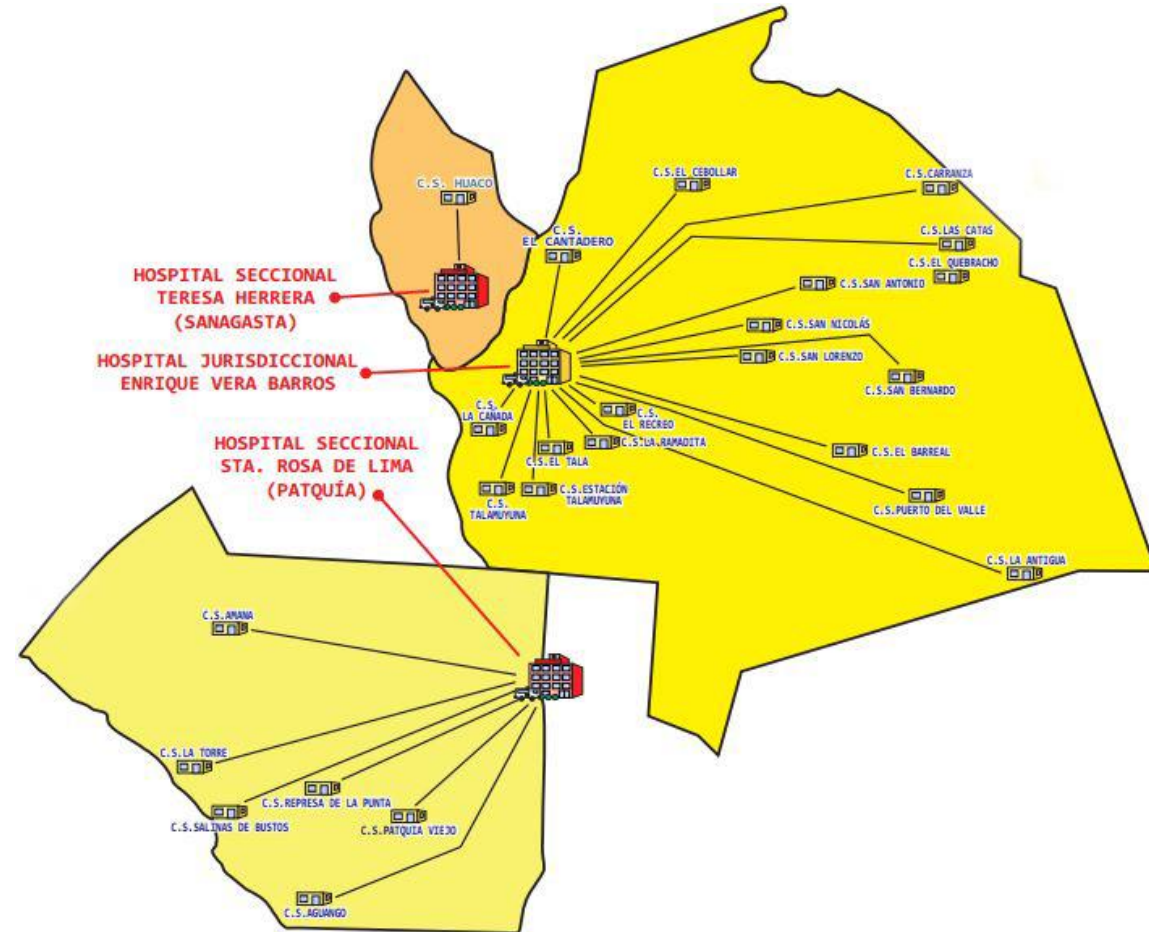 C.S. HUACO
C.S.EL CEBOLLAR
C.S.CARRANZA
C.S.
EL CANTADERO
C.S.LAS CATAS
C.S.EL QUEBRACHO
HOSPITAL SECCIONAL
TERESA HERRERA
(SANAGASTA)
C.S.SAN ANTONIO
C.S.SAN NICOLÁS
C.S.SAN LORENZO
HOSPITAL JURISDICCIONAL
ENRIQUE VERA BARROS
C.S.SAN BERNARDO
C.S.
LA CAÑADA
C.S.
EL RECREO
C.S.LA RAMADITA
HOSPITAL SECCIONAL
STA. ROSA DE LIMA
(PATQUÍA)
C.S.EL TALA
C.S.EL BARREAL
C.S.
TALAMUYUNA
C.S.ESTACIÓN
TALAMUYUNA
C.S.PUERTO DEL VALLE
C.S.LA ANTIGUA
C.S.AMANA
C.S.LA TORRE
C.S.REPRESA DE LA PUNTA
C.S.SALINAS DE BUSTOS
C.S.PATQUIA VIEJO
C.S.AGUANGO